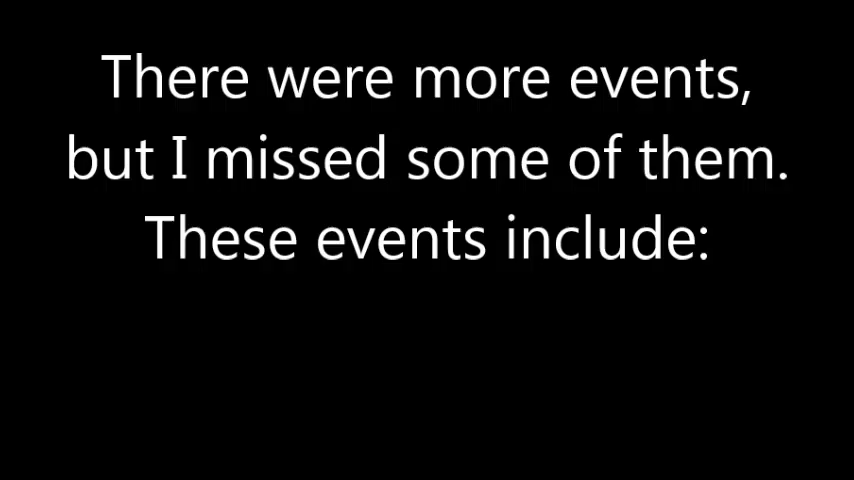 There were more events,
but I missed some of them.
These events include: